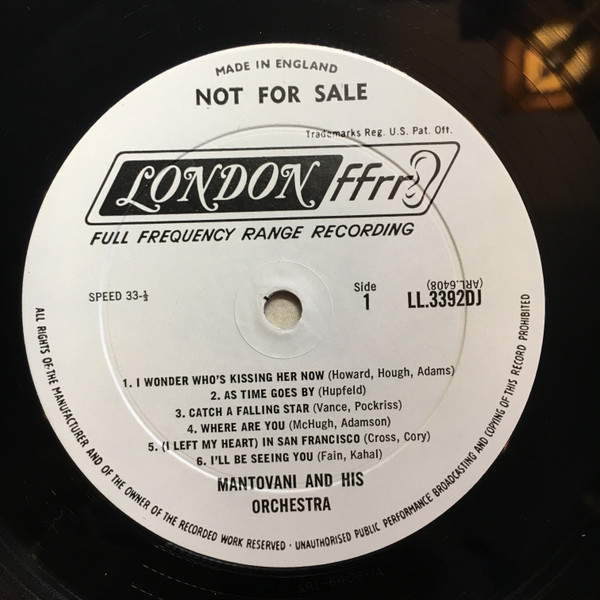 MADE IN ENGLAND
NOT FOR SALE
Trademarks Reg. U.S. Pat. Off.
LONDON ffrr
FULL FREQUENCY RANGE RECORDING
SPEED 33-⅓
Side 1
(ARL.6408)
LL.3392DJ
1. I WONDER WHO'S KISSING HER NOW (Howard, Hough, Adams)
2. AS TIME GOES BY (Hupfeld)
3. CATCH A FALLING STAR (Vance, Pockriss)
4. WHERE ARE YOU (McHugh, Adamson)
5. (I LEFT MY HEART) IN SAN FRANCISCO (Cross, Cory)
6. I'LL BE SEEING YOU (Fain, Kahal)
MANTOVANI AND HIS
ORCHESTRA
ALL RIGHTS OF THE MANUFACTURER AND OF THE OWNER OF THE RECORDED WORK RESERVED · UNAUTHORISED PUBLIC PERFORMANCE BROADCASTING AND COPYING OF THIS RECORD PROHIBITED